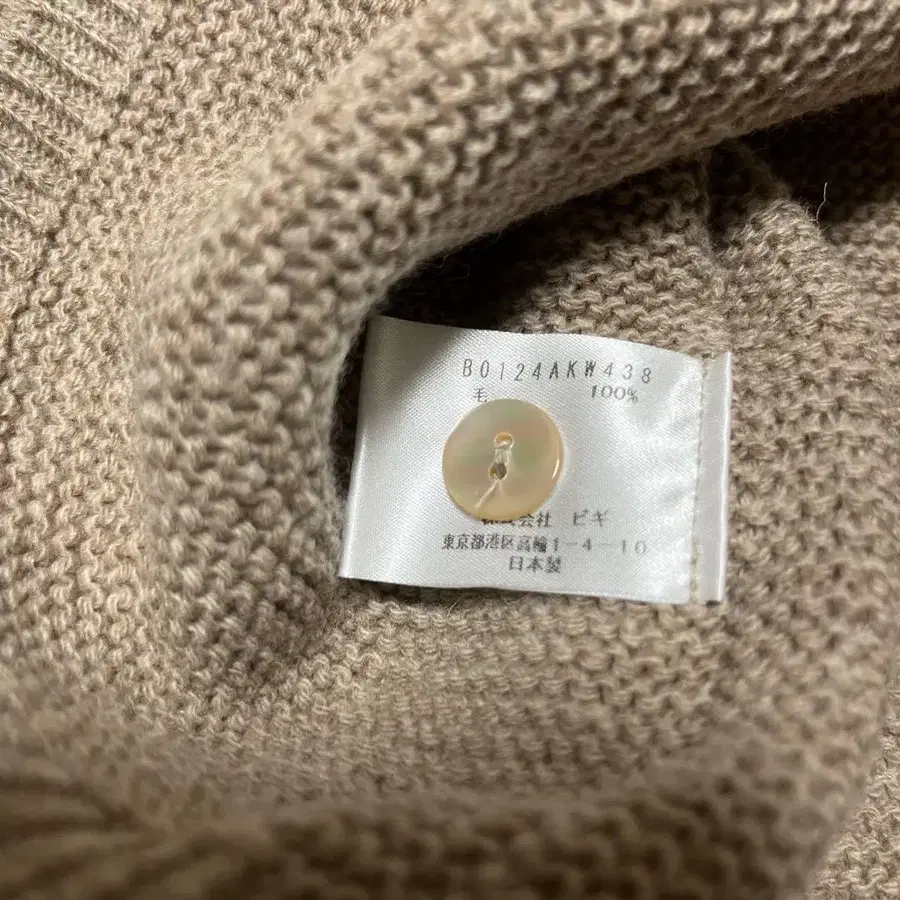 B0124AKW438
毛 100%
株式会社 ビギ
東京都港区高輪1-4-10
日本製